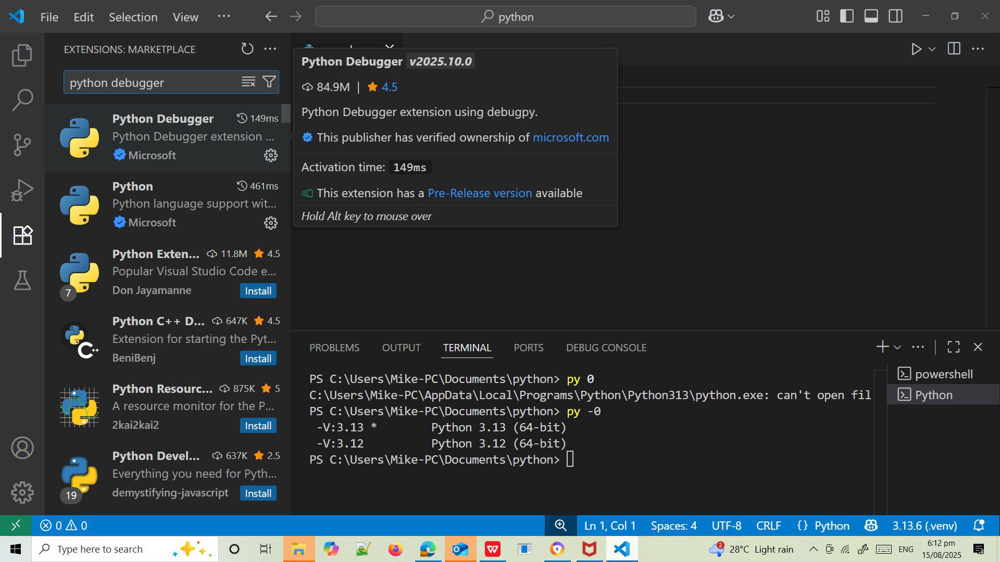 File Edit Selection View ···
python
EXTENSIONS: MARKETPLACE
python debugger
Python Debugger 149ms
Python Debugger extension ...
Microsoft
Python 461ms
Python language support wit...
Microsoft
Python Exten... 11.8M 4.5
Popular Visual Studio Code e...
Don Jayamanne Install
7
Python C++ D... 647K 4.5
Extension for starting the Pyt...
BeniBenj Install
C++
Python Resourc... 875K 5
A resource monitor for the P...
2kai2kai2 Install
Python Devel... 637K 2.5
Everything you need for Pyth...
demystifying-javascript Install
19
Python Debugger v2025.10.0
84.9M | 4.5
Python Debugger extension using debugpy.
This publisher has verified ownership of microsoft.com
Activation time: 149ms
This extension has a Pre-Release version available
Hold Alt key to mouse over
PROBLEMS OUTPUT TERMINAL PORTS DEBUG CONSOLE
PS C:\Users\Mike-PC\Documents\python> py 0
C:\Users\Mike-PC\AppData\Local\Programs\Python\Python313\python.exe: can't open fil
PS C:\Users\Mike-PC\Documents\python> py -0
-V:3.13 * Python 3.13 (64-bit)
-V:3.12 Python 3.12 (64-bit)
PS C:\Users\Mike-PC\Documents\python>
powershell
Python
0 0 Ln 1, Col 1 Spaces: 4 UTF-8 CRLF {} Python 3.13.6 (.venv)
Type here to search
2 28°C Light rain ENG
6:12 pm
15/08/2025